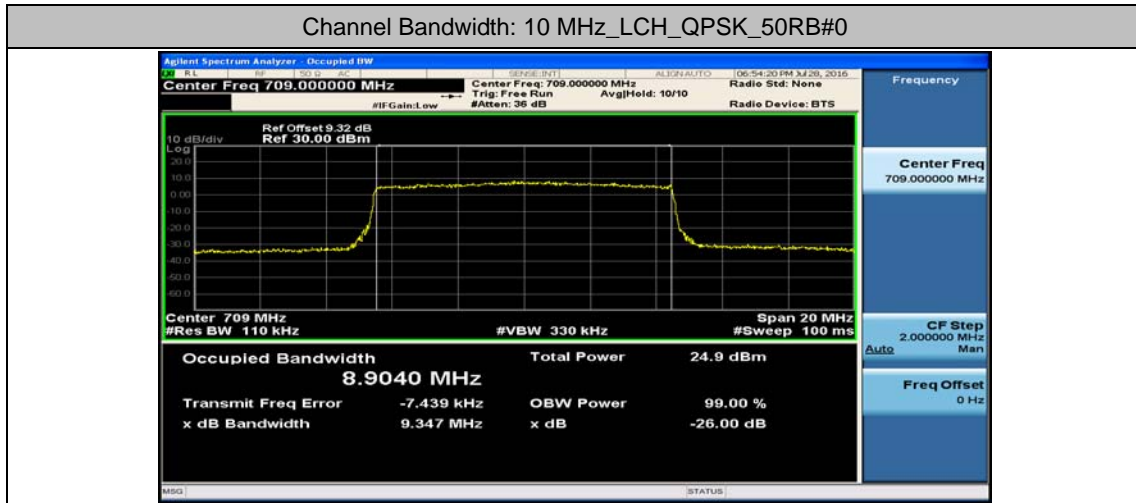 Channel Bandwidth: 10 MHz_LCH_QPSK_50RB#0
Agilent Spectrum Analyzer - Occupied BW
RL RF 50 Ω AC SENSE:INT ALIGN AUTO 06:54:20 PM Jul 28, 2016
Center Freq 709.000000 MHz
Center Freq: 709.000000 MHz
Radio Std: None
Trig: Free Run Avg|Hold: 10/10
#IFGain:Low #Atten: 36 dB Radio Device: BTS
Frequency
Ref Offset 9.32 dB
10 dB/div Ref 30.00 dBm
Log
20.0
10.0
0.00
-10.0
-20.0
-30.0
-40.0
-50.0
-60.0
Center Freq
709.000000 MHz
Center 709 MHz Span 20 MHz
#Res BW 110 kHz #VBW 330 kHz #Sweep 100 ms
CF Step
2.000000 MHz
Auto Man
Occupied Bandwidth Total Power 24.9 dBm
8.9040 MHz
Freq Offset
0 Hz
Transmit Freq Error -7.439 kHz OBW Power 99.00 %
x dB Bandwidth 9.347 MHz x dB -26.00 dB
MSG STATUS